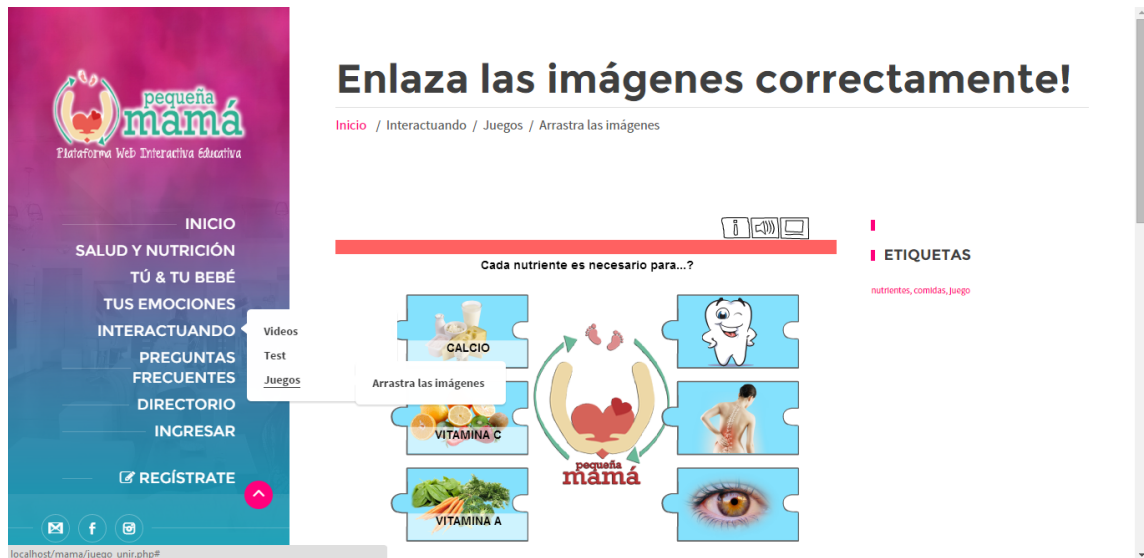 pequeña
mamá
Plataforma Web Interactiva Educativa
INICIO
SALUD Y NUTRICIÓN
TÚ & TU BEBÉ
TUS EMOCIONES
INTERACTUANDO
PREGUNTAS
FRECUENTES
DIRECTORIO
INGRESAR
REGÍSTRATE
localhost/mama/juego_unir.php#
Videos
Test
Juegos
Arrastra las imágenes
Enlaza las imágenes correctamente!
Inicio / Interactuando / Juegos / Arrastra las imágenes
i
Cada nutriente es necesario para...?
CALCIO
VITAMINA C
VITAMINA A
pequeña
mamá
ETIQUETAS
nutrientes, comidas, juego